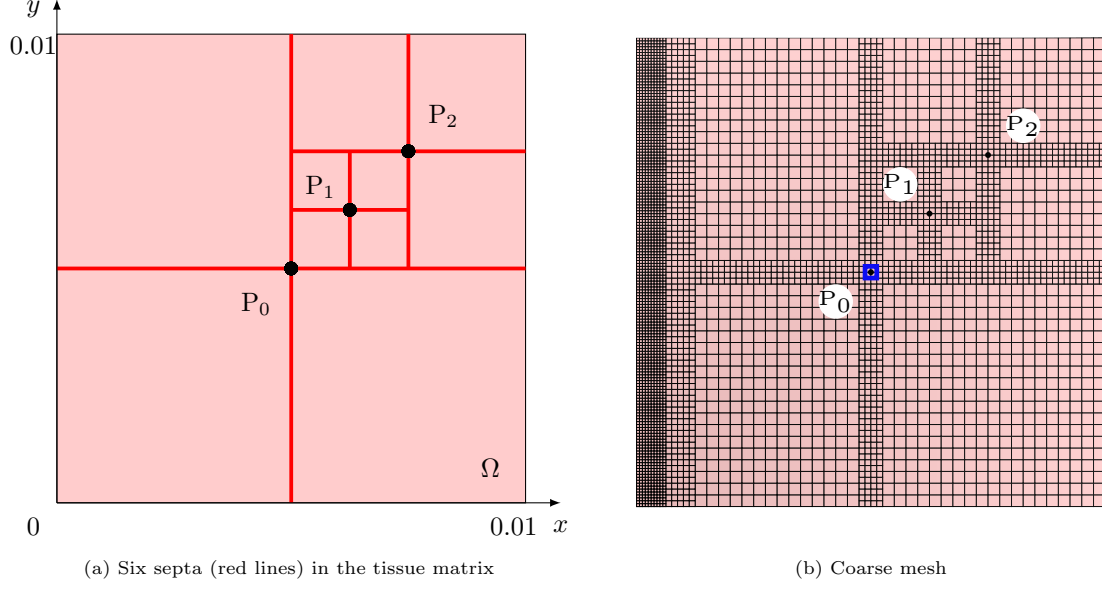 y
0.01
P₂
P₁
P₀
Ω
0
0.01
x
(a) Six septa (red lines) in the tissue matrix
P₂
P₁
P₀
(b) Coarse mesh